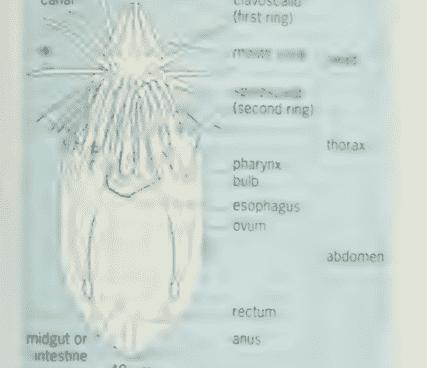 canal
(first ring)
mouth cone
head
(second ring)
thorax
pharynx
bulb
esophagus
ovum
abdomen
rectum
midgut or
intestine
anus